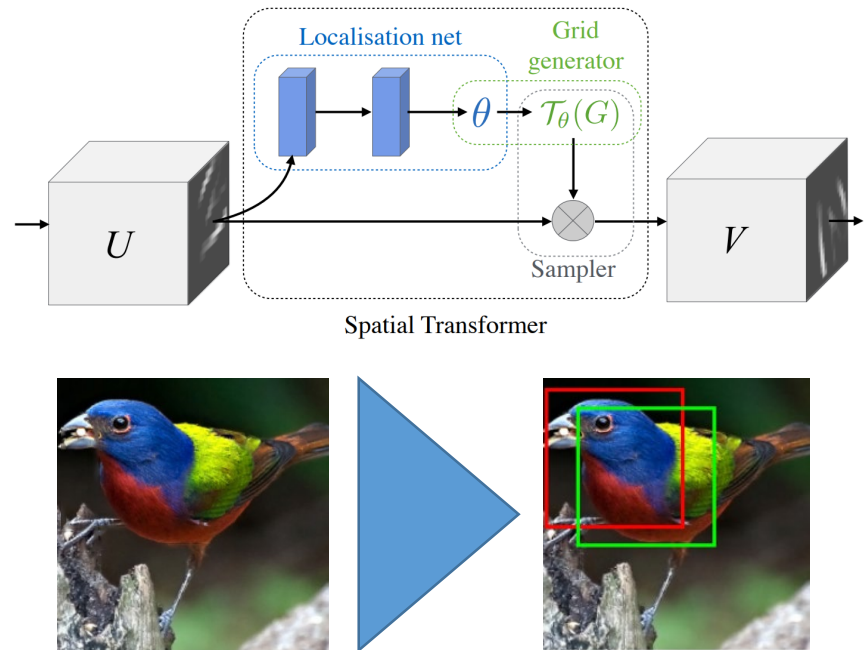 Localisation net
Grid
generator
θ
𝒯θ(G)
U
V
Sampler
Spatial Transformer